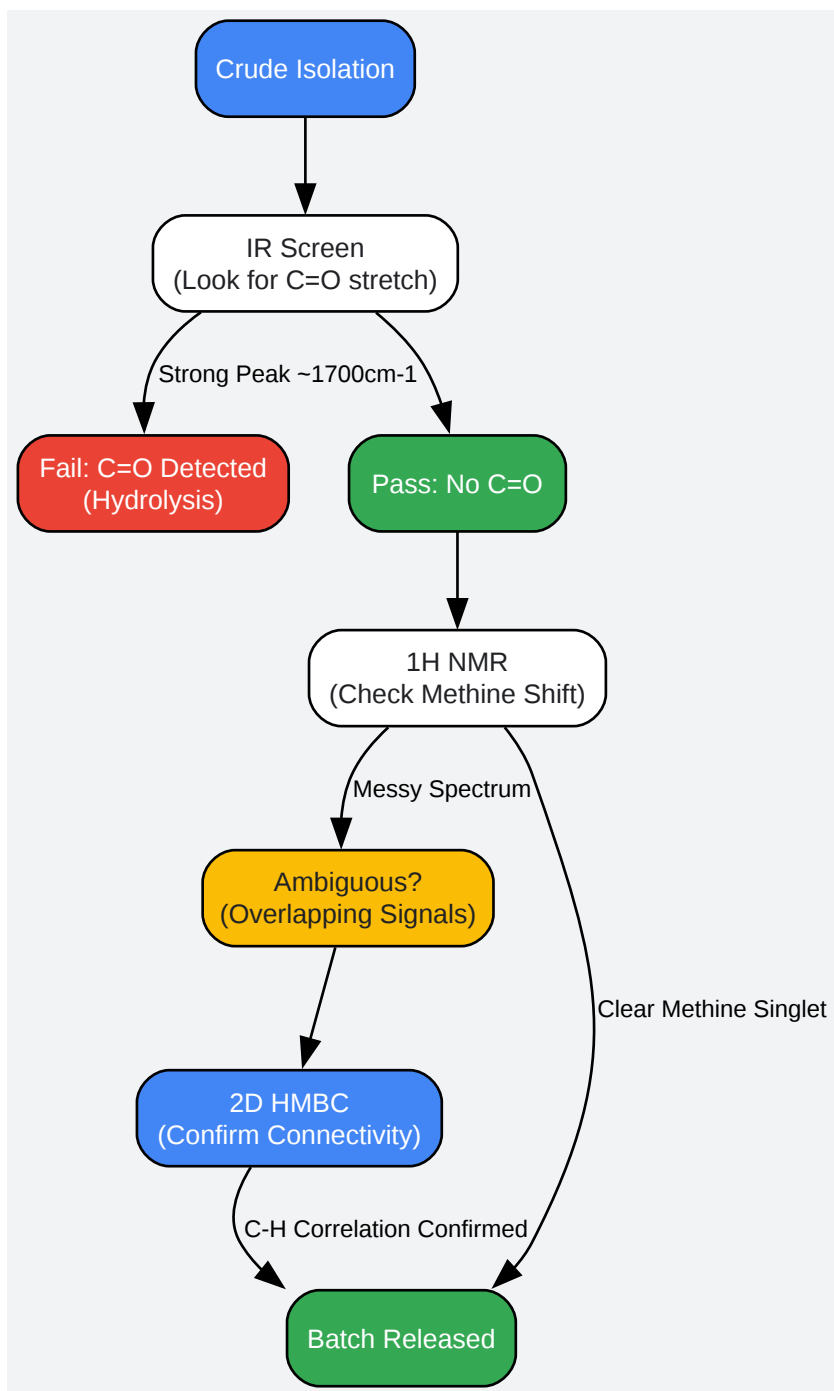 Crude Isolation
IR Screen
(Look for C=O stretch)
Strong Peak ~1700cm-1
Fail: C=O Detected
(Hydrolysis)
Pass: No C=O
1H NMR
(Check Methine Shift)
Messy Spectrum
Ambiguous?
(Overlapping Signals)
Clear Methine Singlet
2D HMBC
(Confirm Connectivity)
C-H Correlation Confirmed
Batch Released